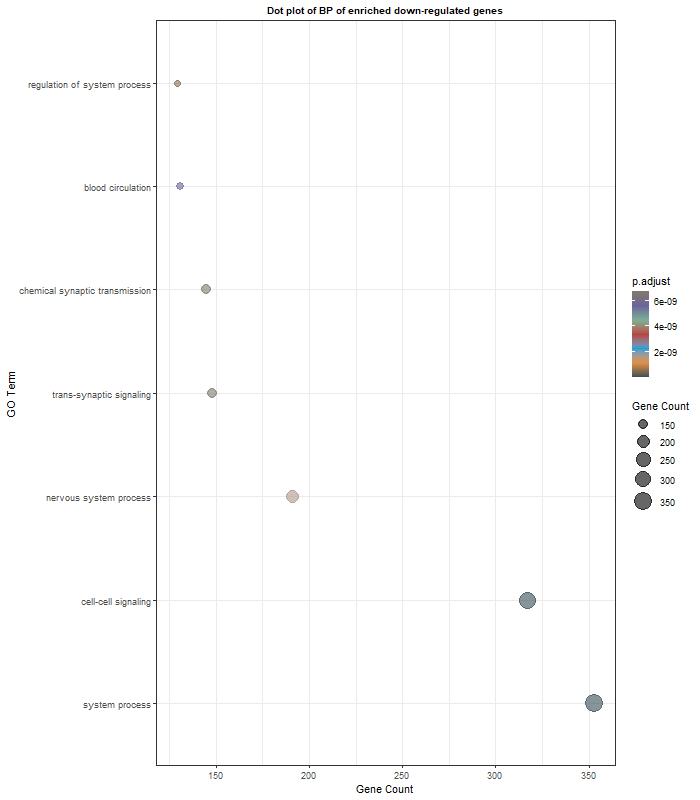 Dot plot of BP of enriched down-regulated genes
GO Term
regulation of system process
blood circulation
chemical synaptic transmission
trans-synaptic signaling
nervous system process
cell-cell signaling
system process
150
200
250
300
350
Gene Count
p.adjust
6e-09
4e-09
2e-09
Gene Count
150
200
250
300
350